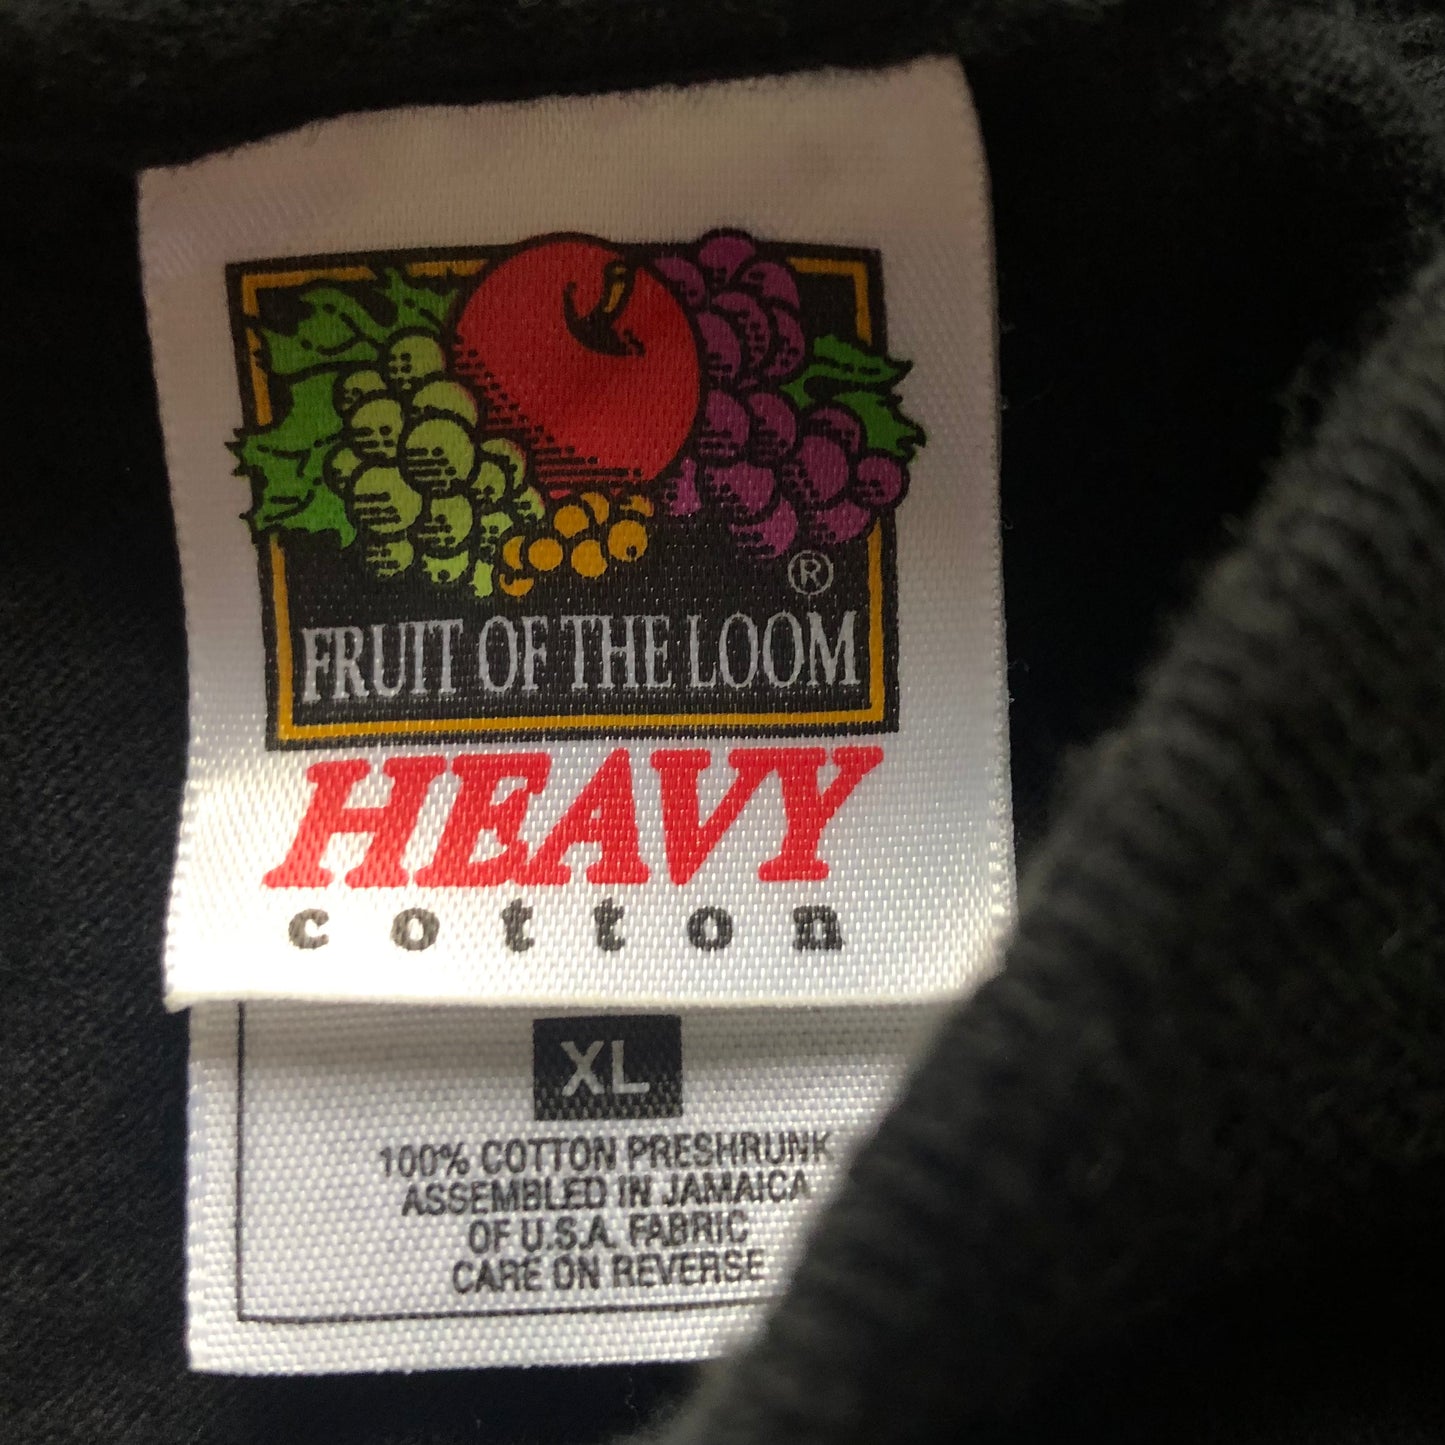 ®
FRUIT OF THE LOOM
HEAVY
cotton
XL
100% COTTON PRESHRUNK
ASSEMBLED IN JAMAICA
OF U.S.A. FABRIC
CARE ON REVERSE